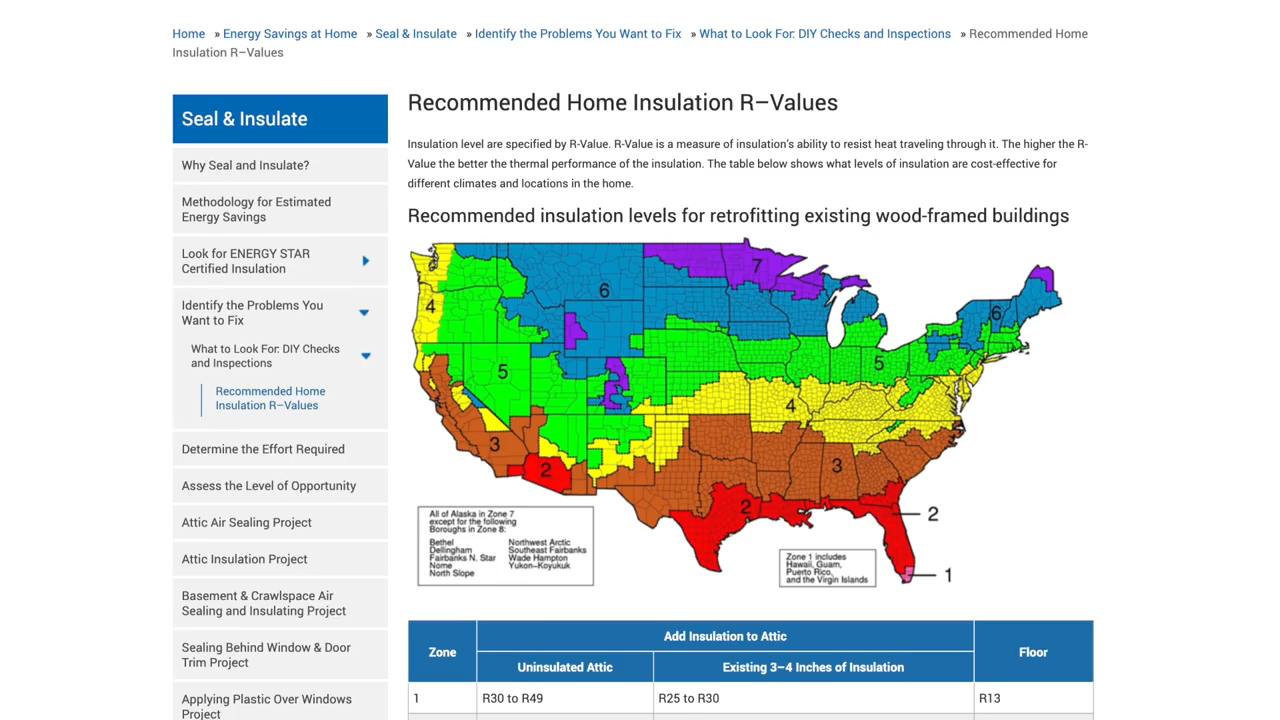 Home » Energy Savings at Home » Seal & Insulate » Identify the Problems You Want to Fix » What to Look For: DIY Checks and Inspections » Recommended Home
Insulation R–Values
Seal & Insulate
Why Seal and Insulate?
Methodology for Estimated
Energy Savings
Look for ENERGY STAR
Certified Insulation
Identify the Problems You
Want to Fix
What to Look For: DIY Checks
and Inspections
Recommended Home
Insulation R–Values
Determine the Effort Required
Assess the Level of Opportunity
Attic Air Sealing Project
Attic Insulation Project
Basement & Crawlspace Air
Sealing and Insulating Project
Sealing Behind Window & Door
Trim Project
Applying Plastic Over Windows
Project
Recommended Home Insulation R–Values
Insulation level are specified by R-Value. R-Value is a measure of insulation's ability to resist heat traveling through it. The higher the R-
Value the better the thermal performance of the insulation. The table below shows what levels of insulation are cost-effective for
different climates and locations in the home.
Recommended insulation levels for retrofitting existing wood-framed buildings
7
6
6
4
5
5
4
3
3
2
2
2
1
All of Alaska in Zone 7
except for the following
Boroughs in Zone 8:
Bethel Northwest Arctic
Dellingham Southeast Fairbanks
Fairbanks N. Star Wade Hampton
Nome Yukon–Koyukuk
North Slope
Zone 1 includes
Hawaii, Guam,
Puerto Rico,
and the Virgin Islands
Zone
Add Insulation to Attic
Floor
Uninsulated Attic
Existing 3–4 Inches of Insulation
1 R30 to R49 R25 to R30 R13